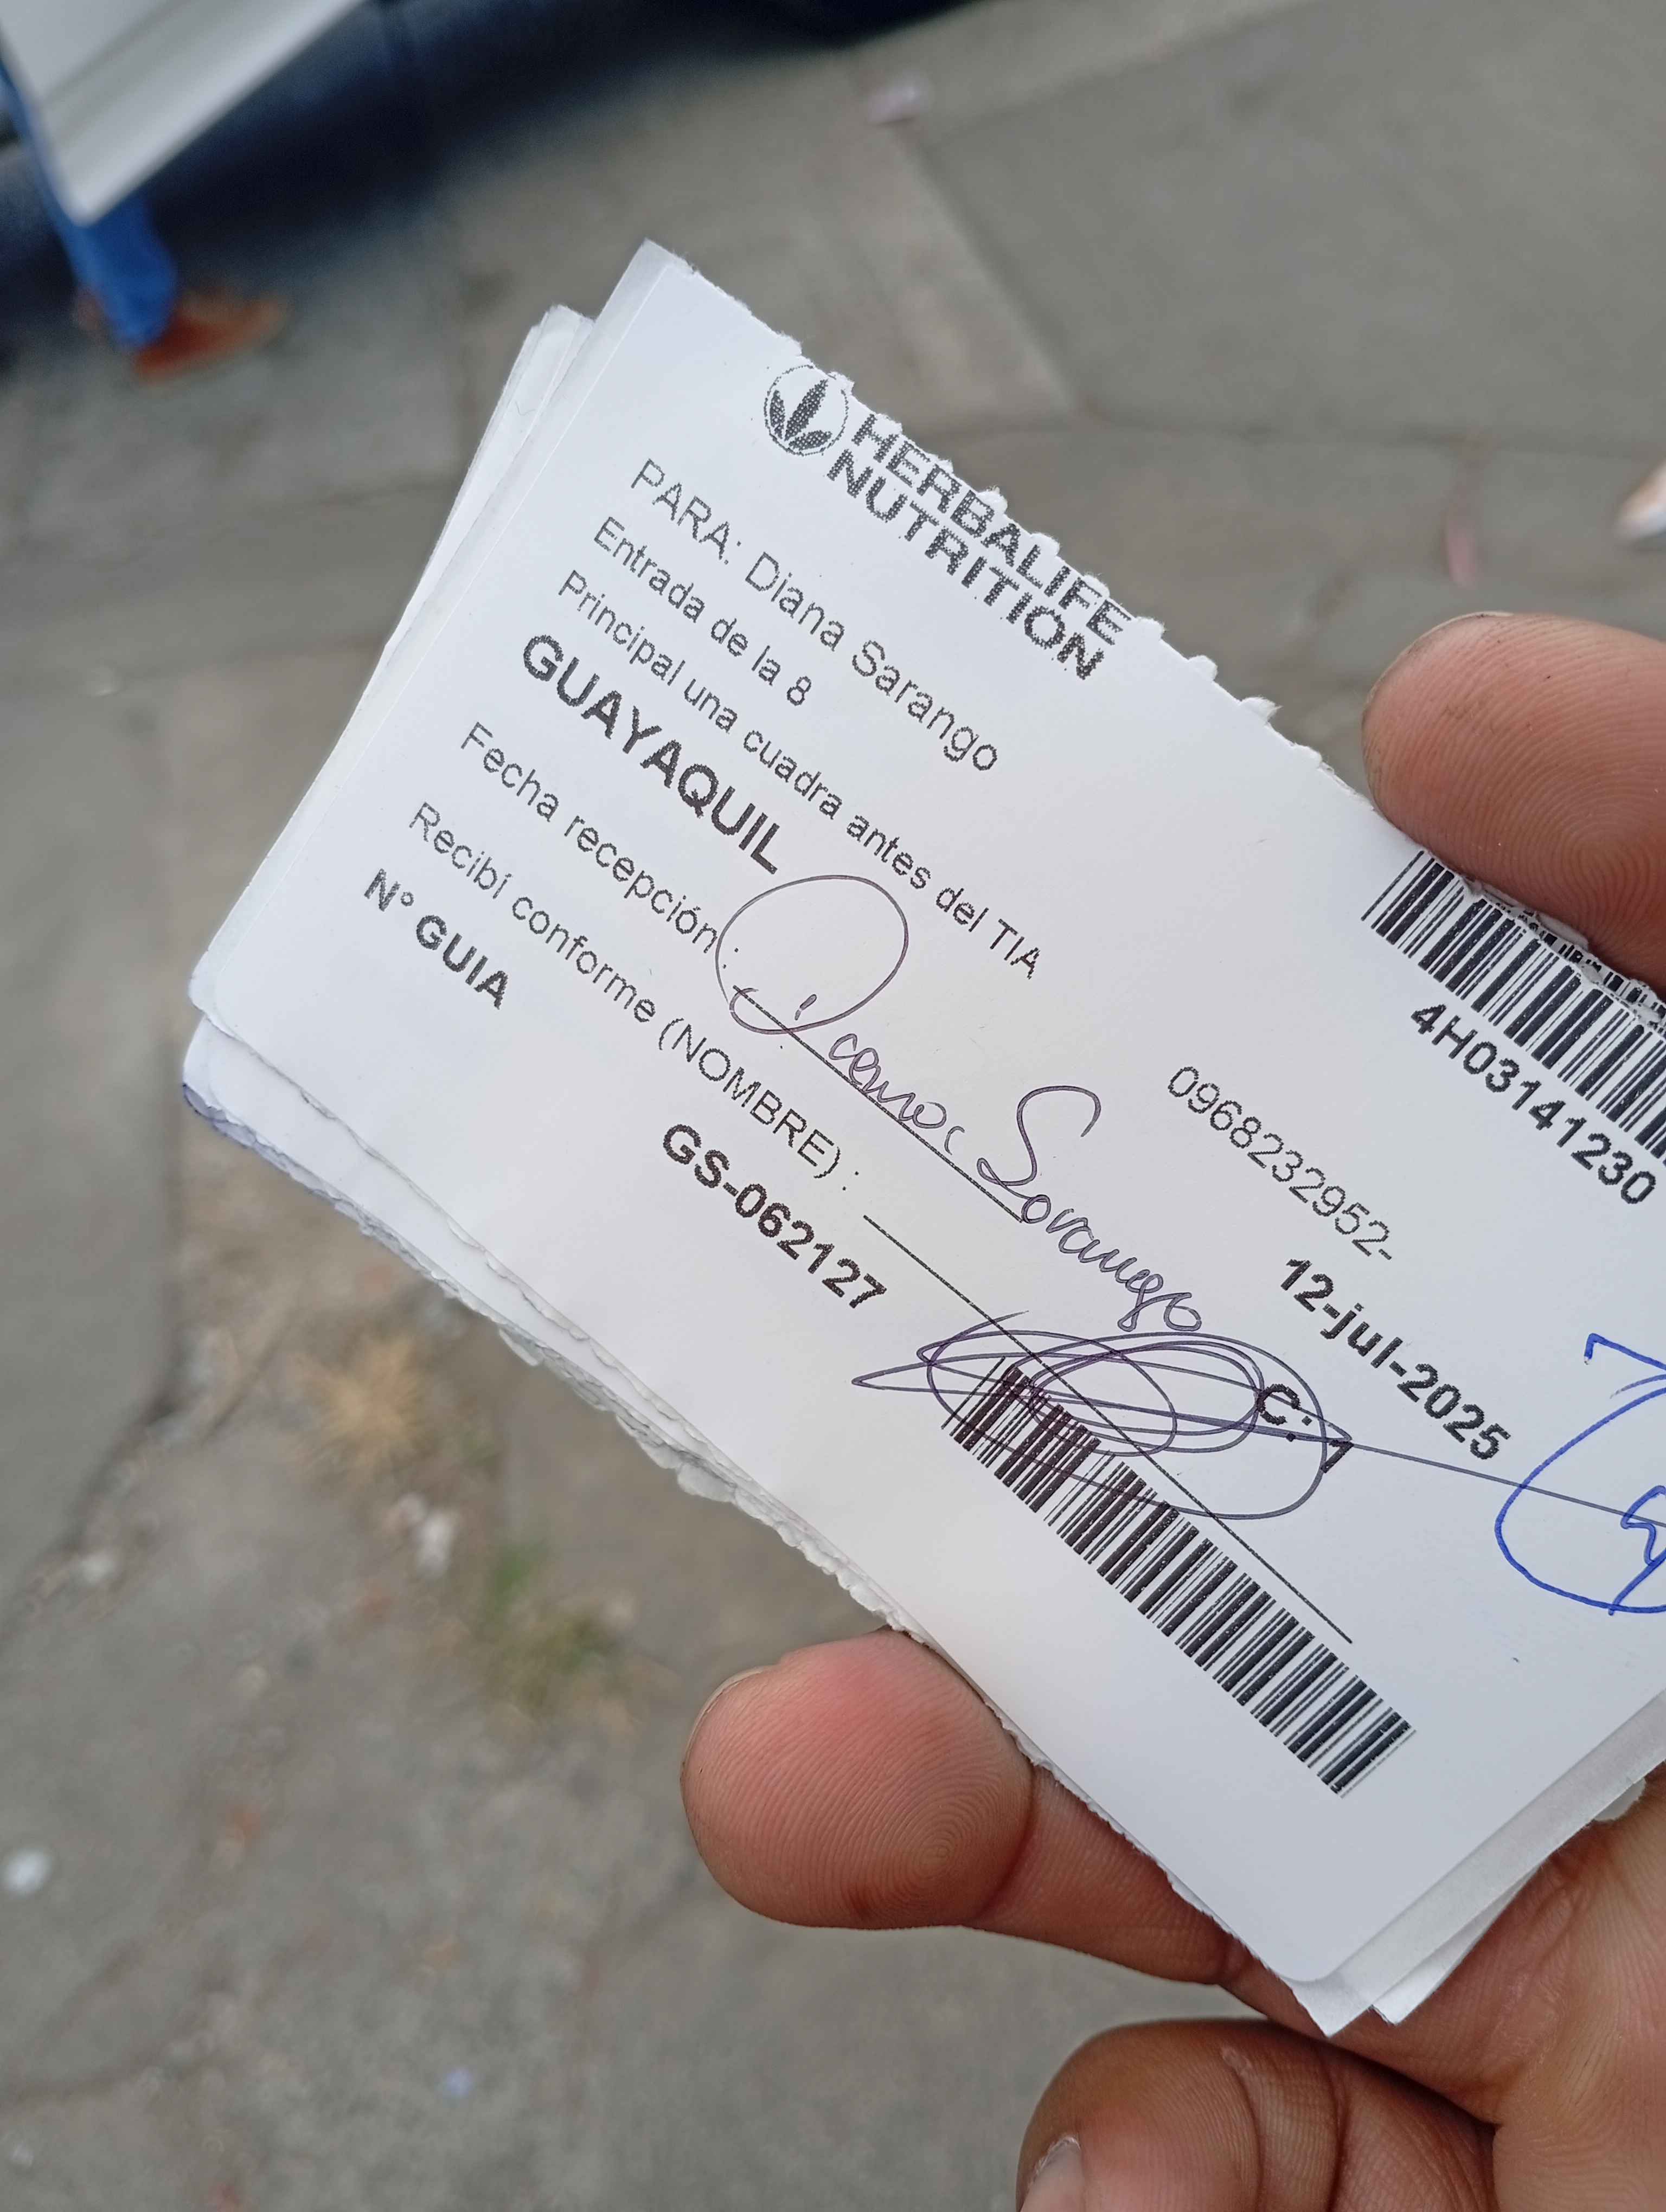 HERBALIFE
NUTRITION
4H03141230
PARA: Diana Sarango
Entrada de la 8
Principal una cuadra antes del TIA
0968232952-
GUAYAQUIL
12-jul-2025
Fecha recepción :
Diana Sarango
Recibí conforme (NOMBRE) :
C.
N° GUIA
GS-062127